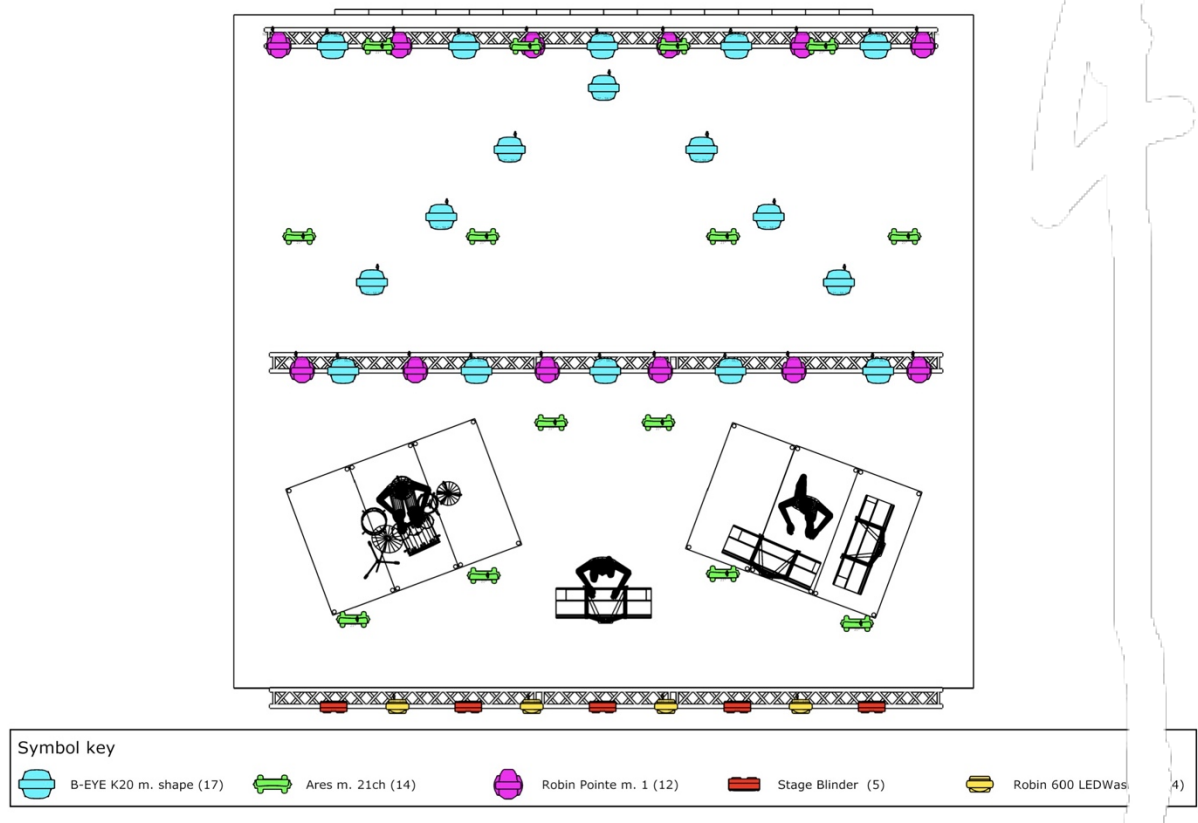 4
Symbol key
B-EYE K20 m. shape (17)
Ares m. 21ch (14)
Robin Pointe m. 1 (12)
Stage Blinder (5)
Robin 600 LEDWas 4)